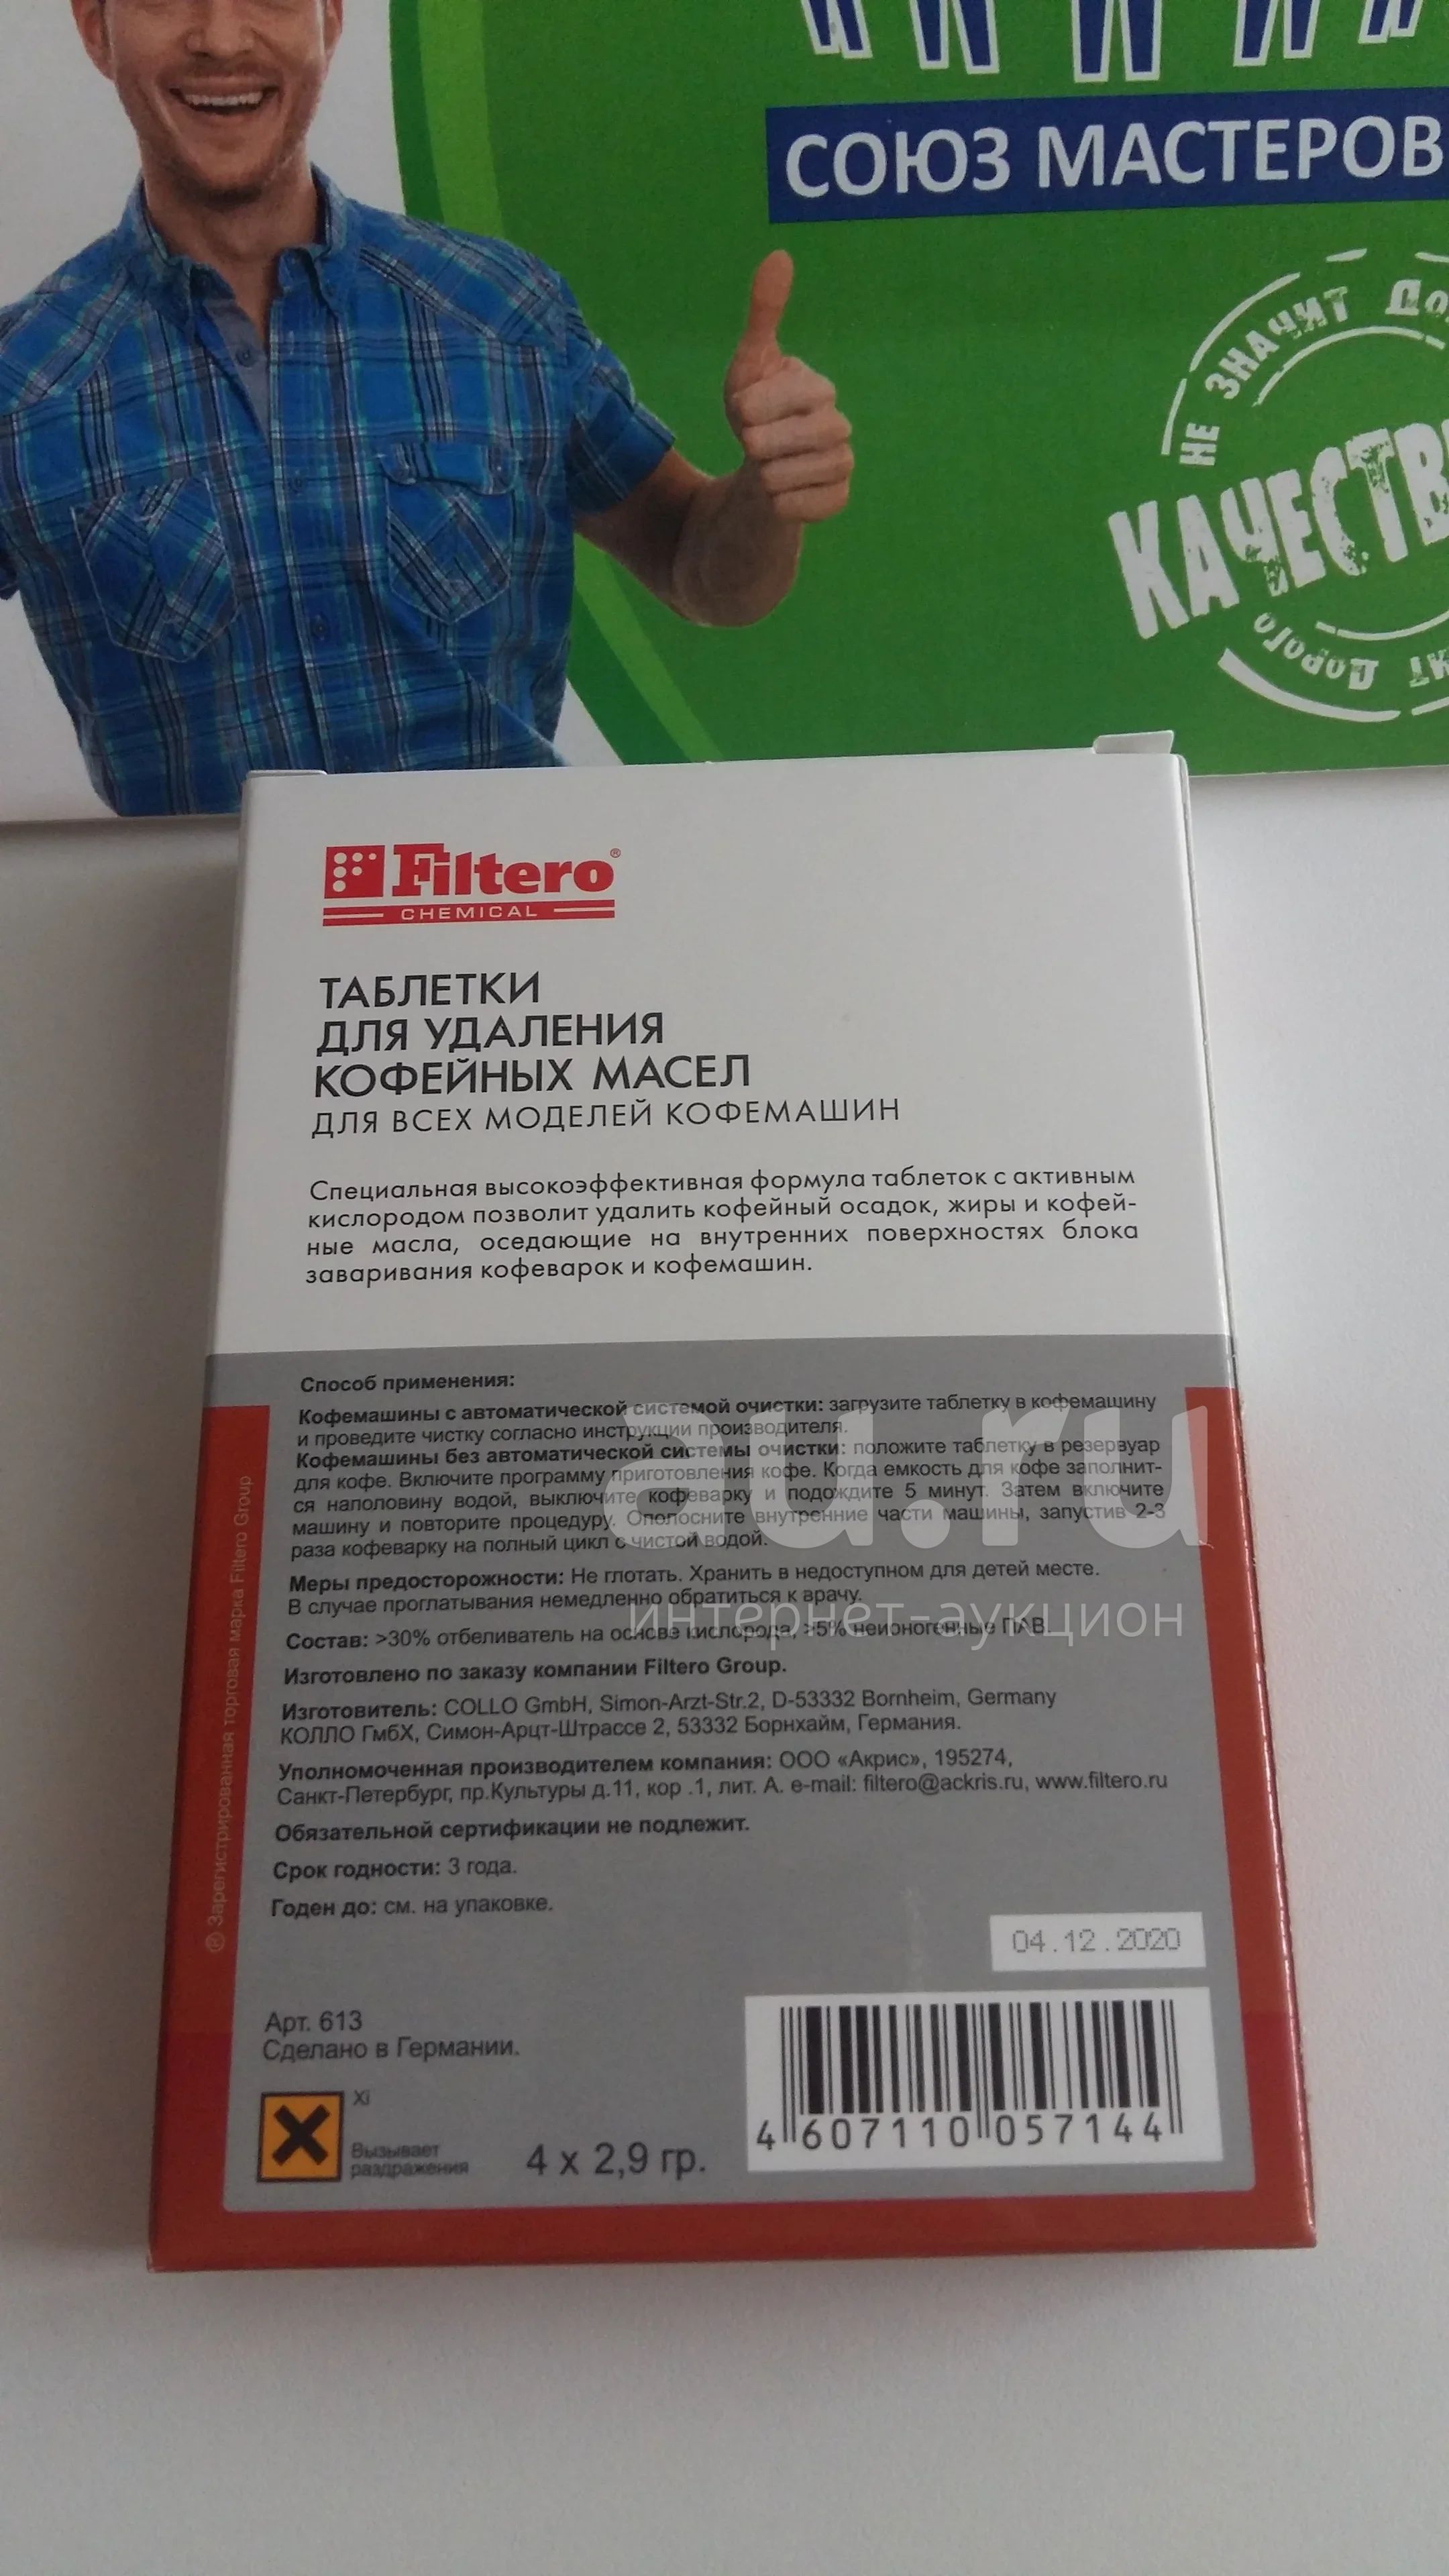 СОЮЗ МАСТЕРОВ
НЕ ЗНАЧИТ
И
ДОРОГО
Filtero®
CHEMICAL
ТАБЛЕТКИ
ДЛЯ УДАЛЕНИЯ
КОФЕЙНЫХ МАСЕЛ
ДЛЯ ВСЕХ МОДЕЛЕЙ КОФЕМАШИН
Специальная высокоэффективная формула таблеток с активным
кислородом позволит удалить кофейный осадок, жиры и кофей-
ные масла, оседающие на внутренних поверхностях блока
заваривания кофеварок и кофемашин.
Способ применения:
Кофемашины с автоматической системой очистки: загрузите таблетку в кофемашину
и проведите чистку согласно инструкции производителя.
Кофемашины без автоматической системы очистки: положите таблетку в резервуар
для кофе. Включите программу приготовления кофе. Когда емкость для кофе заполнит-
ся наполовину водой, выключите кофеварку и подождите 5 минут. Затем включите
машину и повторите процедуру. Ополосните внутренние части машины, запустив 2-3
раза кофеварку на полный цикл с чистой водой.
Меры предосторожности: Не глотать. Хранить в недоступном для детей месте.
В случае проглатывания немедленно обратиться к врачу.
Состав: >30% отбеливатель на основе кислорода, >5% неионогенные ПАВ.
Изготовлено по заказу компании Filtero Group.
Изготовитель: COLLO GmbH, Simon-Arzt-Str.2, D-53332 Bornheim, Germany
КОЛЛО ГмбХ, Симон-Арцт-Штрассе 2, 53332 Борнхайм, Германия.
Уполномоченная производителем компания: ООО «Акрис», 195274,
Санкт-Петербург, пр.Культуры д.11, кор .1, лит. А. e-mail: filtero@ackris.ru, www.filtero.ru
Обязательной сертификации не подлежит.
Срок годности: 3 года.
Годен до: см. на упаковке.
04.12.2020
Арт. 613
Сделано в Германии.
Xi
Вызывает
раздражения
4 x 2,9 гр.
4 607110 057144
® Зарегистрированная торговая марка Filtero Group
au.ru
интернет-аукцион